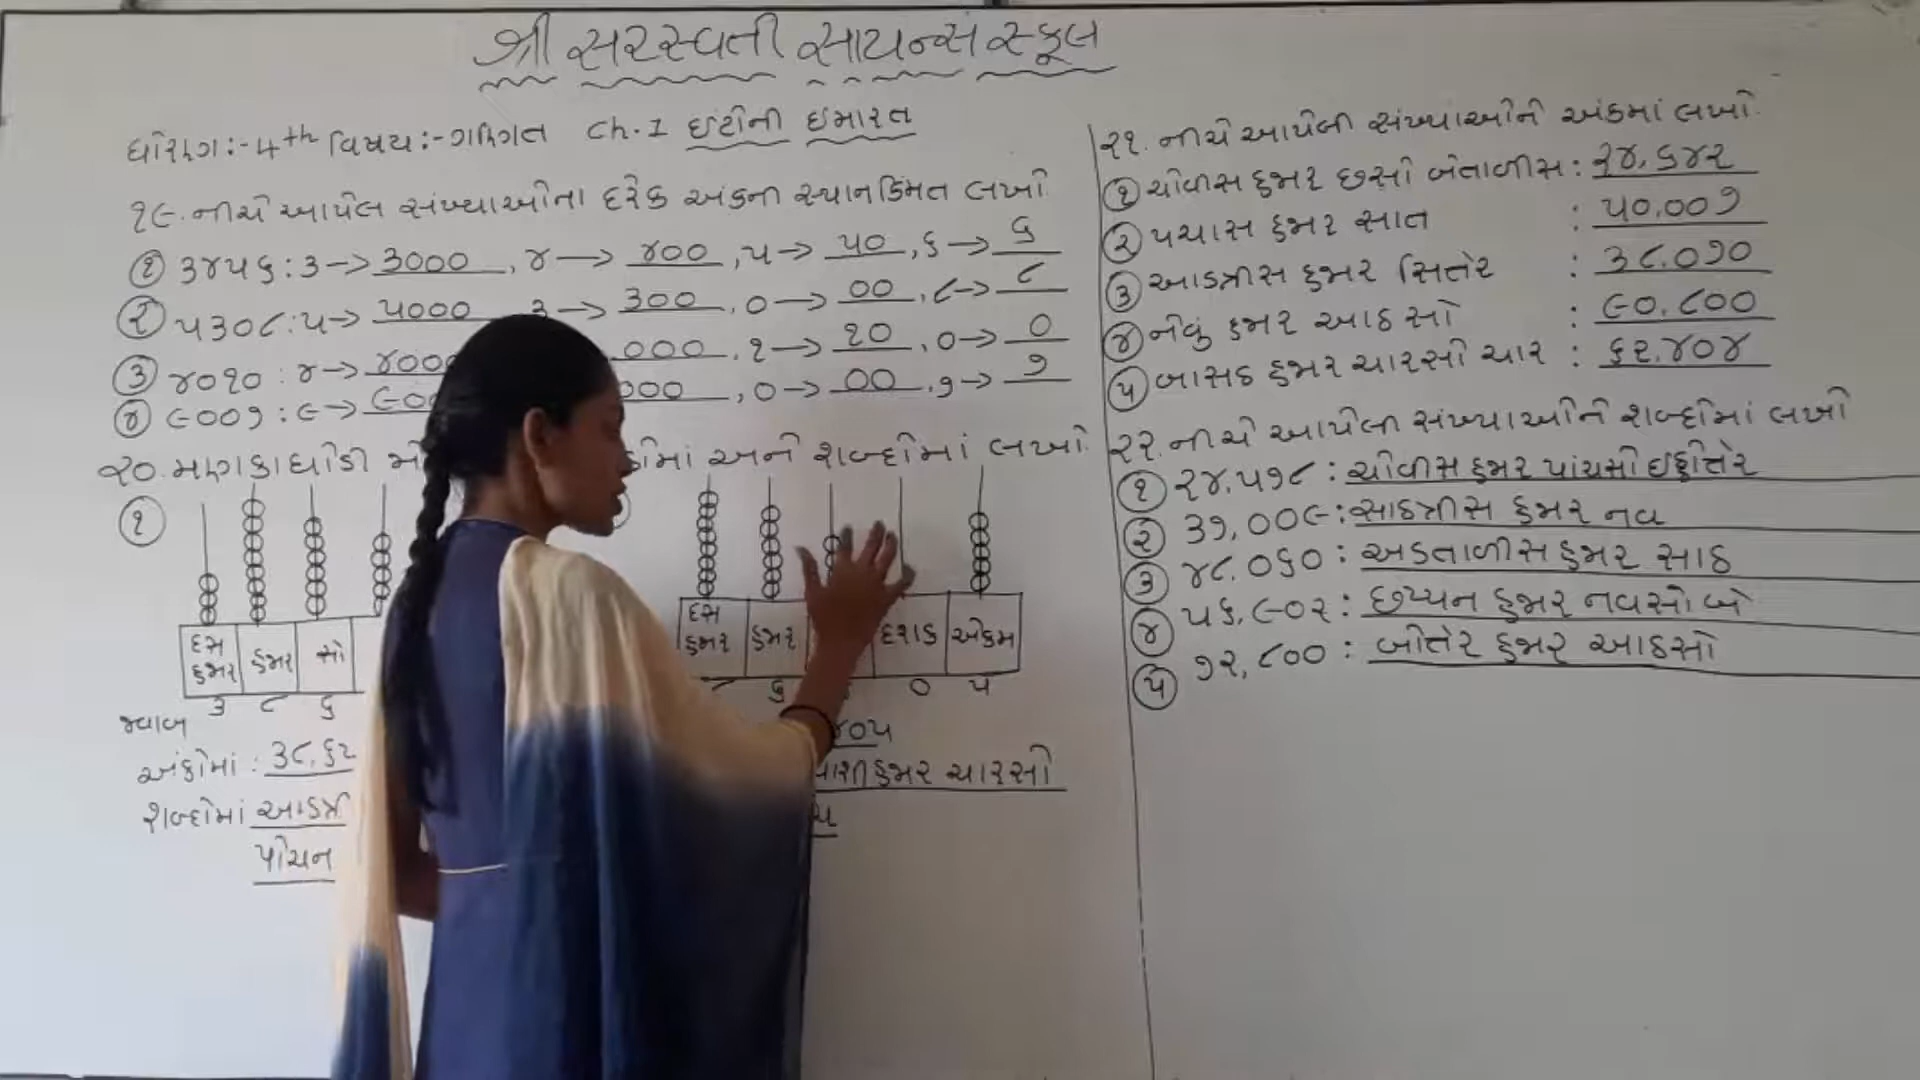 શ્રી સરસ્વતી સાયન્સ સ્કૂલ
ધોરણ:-4th વિષય:-ગણિત Ch.1 ઈંટોની ઈમારત
૧૯.નીચે આપેલ સંખ્યાઓના દરેક અંકની સ્થાનકિંમત લખો
૧ ૩૪૫૬:૩→૩૦૦૦,૪→૪૦૦,૫→૫૦,૬→૬
૨ ૫૩૦૮:૫→૫૦૦૦ ૩→૩૦૦,૦→૦૦,૮→૮
૩ ૪૦૧૦:૪→૪૦૦૦ ૦૦૦,૧→૧૦,૦→૦
૪ ૯૦૦૭:૯→ ૦૦૦,૦→૦૦,૭→૭
૨૦.મણકાઘોડી અને શબ્દોમાં લખો.
૧
દસ હજાર હજાર સો
૩ ૮ ૬
જવાબ
અંકોમાં: ૩૮,૬
શબ્દોમાં
પંચાવન
દસ હજાર હજાર દશક એકમ
૮ ૬ ૦ ૫
૪૦૫
હજાર ચારસો
૨૧.નીચે આપેલી સંખ્યાઓને અંકમાં લખો.
૧ ચોવીસ હજાર છસો બેતાળીસ:૨૪,૬૪૨
૨ પચાસ હજાર સાત :૫૦,૦૦૭
૩ આડત્રીસ હજાર સિત્તેર :૩૮,૦૭૦
૪ નેવું હજાર આઠ સો :૯૦,૮૦૦
૫ બાસઠ હજાર ચારસો ચાર :૬૨,૪૦૪
૨૨.નીચે આપેલી સંખ્યાઓને શબ્દોમાં લખો
૧ ૨૪,૫૭૮:ચોવીસ હજાર પાંચસો ઇઠ્ઠોતેર
૨ ૩૭,૦૦૯:સાડત્રીસ હજાર નવ
૩ ૪૮,૦૬૦:અડતાળીસ હજાર સાઠ
૪ ૫૬,૯૦૨:છપ્પન હજાર નવસો બે
૫ ૭૨,૮૦૦:બોતેર હજાર આઠસો